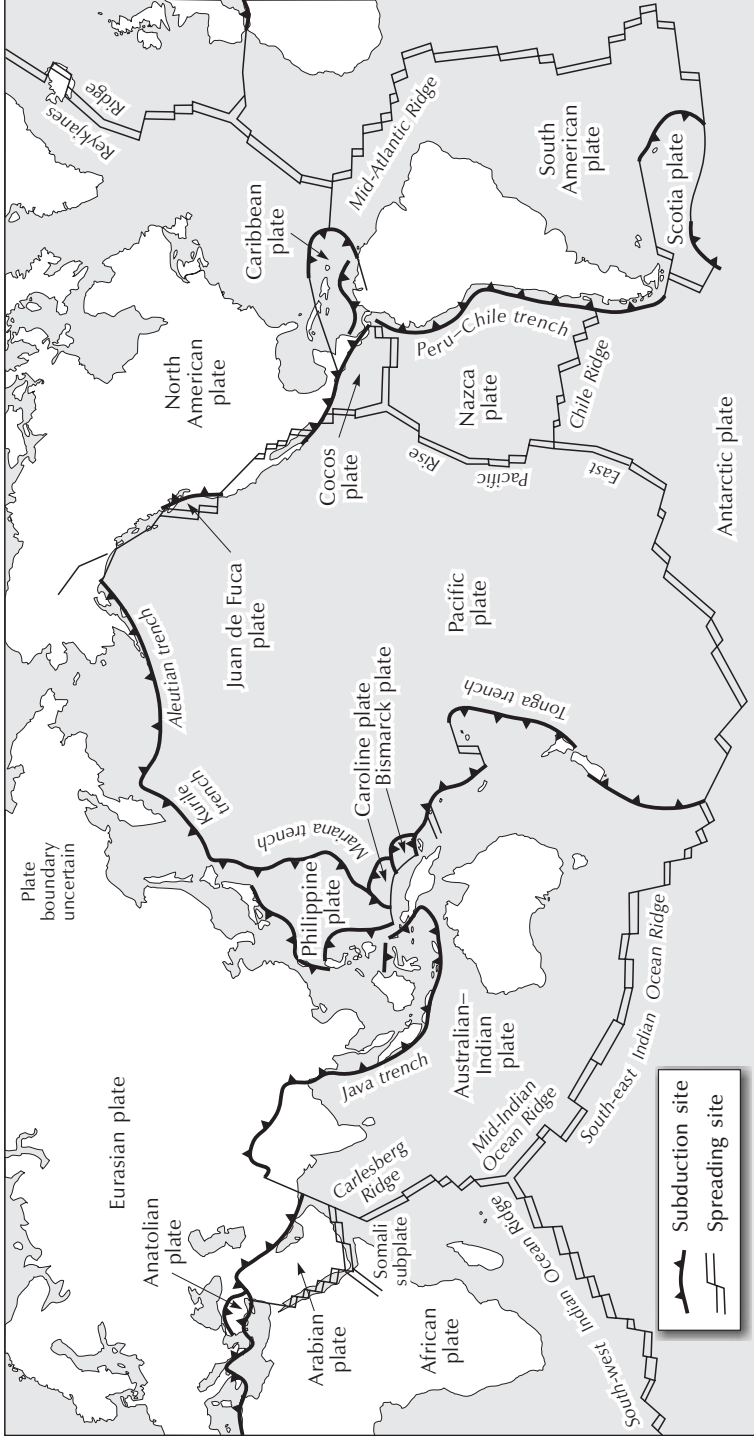 Plate
boundary
uncertain
Eurasian plate
Anatolian
plate
Arabian
plate
African
plate
Somali
subplate
Carlesberg
Ridge
Mid-Indian
Ocean Ridge
South-west Indian Ocean Ridge
South-east Indian Ocean Ridge
Java trench
Australian–
Indian
plate
Philippine
plate
Mariana trench
Kurile
trench
Aleutian trench
Caroline plate
Bismarck plate
Tonga trench
Pacific
plate
Juan de Fuca
plate
North
American
plate
Cocos
plate
Caribbean
plate
Reykjanes
Ridge
Mid-Atlantic Ridge
South
American
plate
Scotia plate
Peru–Chile trench
Nazca
plate
Chile Ridge
East
Pacific
Rise
Antarctic plate
Subduction site
Spreading site